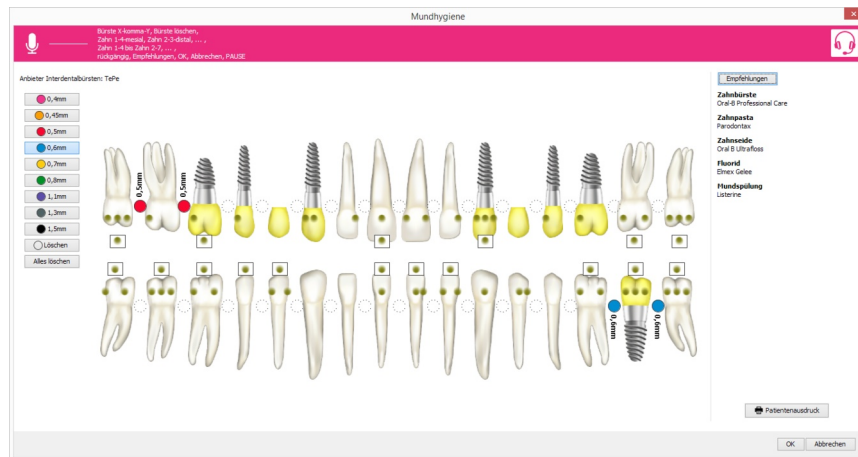 Mundhygiene
Bürste X-komma-Y, Bürste löschen,
Zahn 1-4-mesial, Zahn 2-3-distal, ... ,
Zahn 1-4 bis Zahn 2-7, ... ,
rückgängig, Empfehlungen, OK, Abbrechen, PAUSE
Anbieter Interdentalbürsten: TePe
0,4mm
0,45mm
0,5mm
0,6mm
0,7mm
0,8mm
1,1mm
1,3mm
1,5mm
Löschen
Alles löschen
0,5mm
0,5mm
0,6mm
0,6mm
Empfehlungen
Zahnbürste
Oral-B Professional Care
Zahnpasta
Parodontax
Zahnseide
Oral B Ultrafloss
Fluorid
Elmex Gelee
Mundspülung
Listerine
Patientenausdruck
OK
Abbrechen